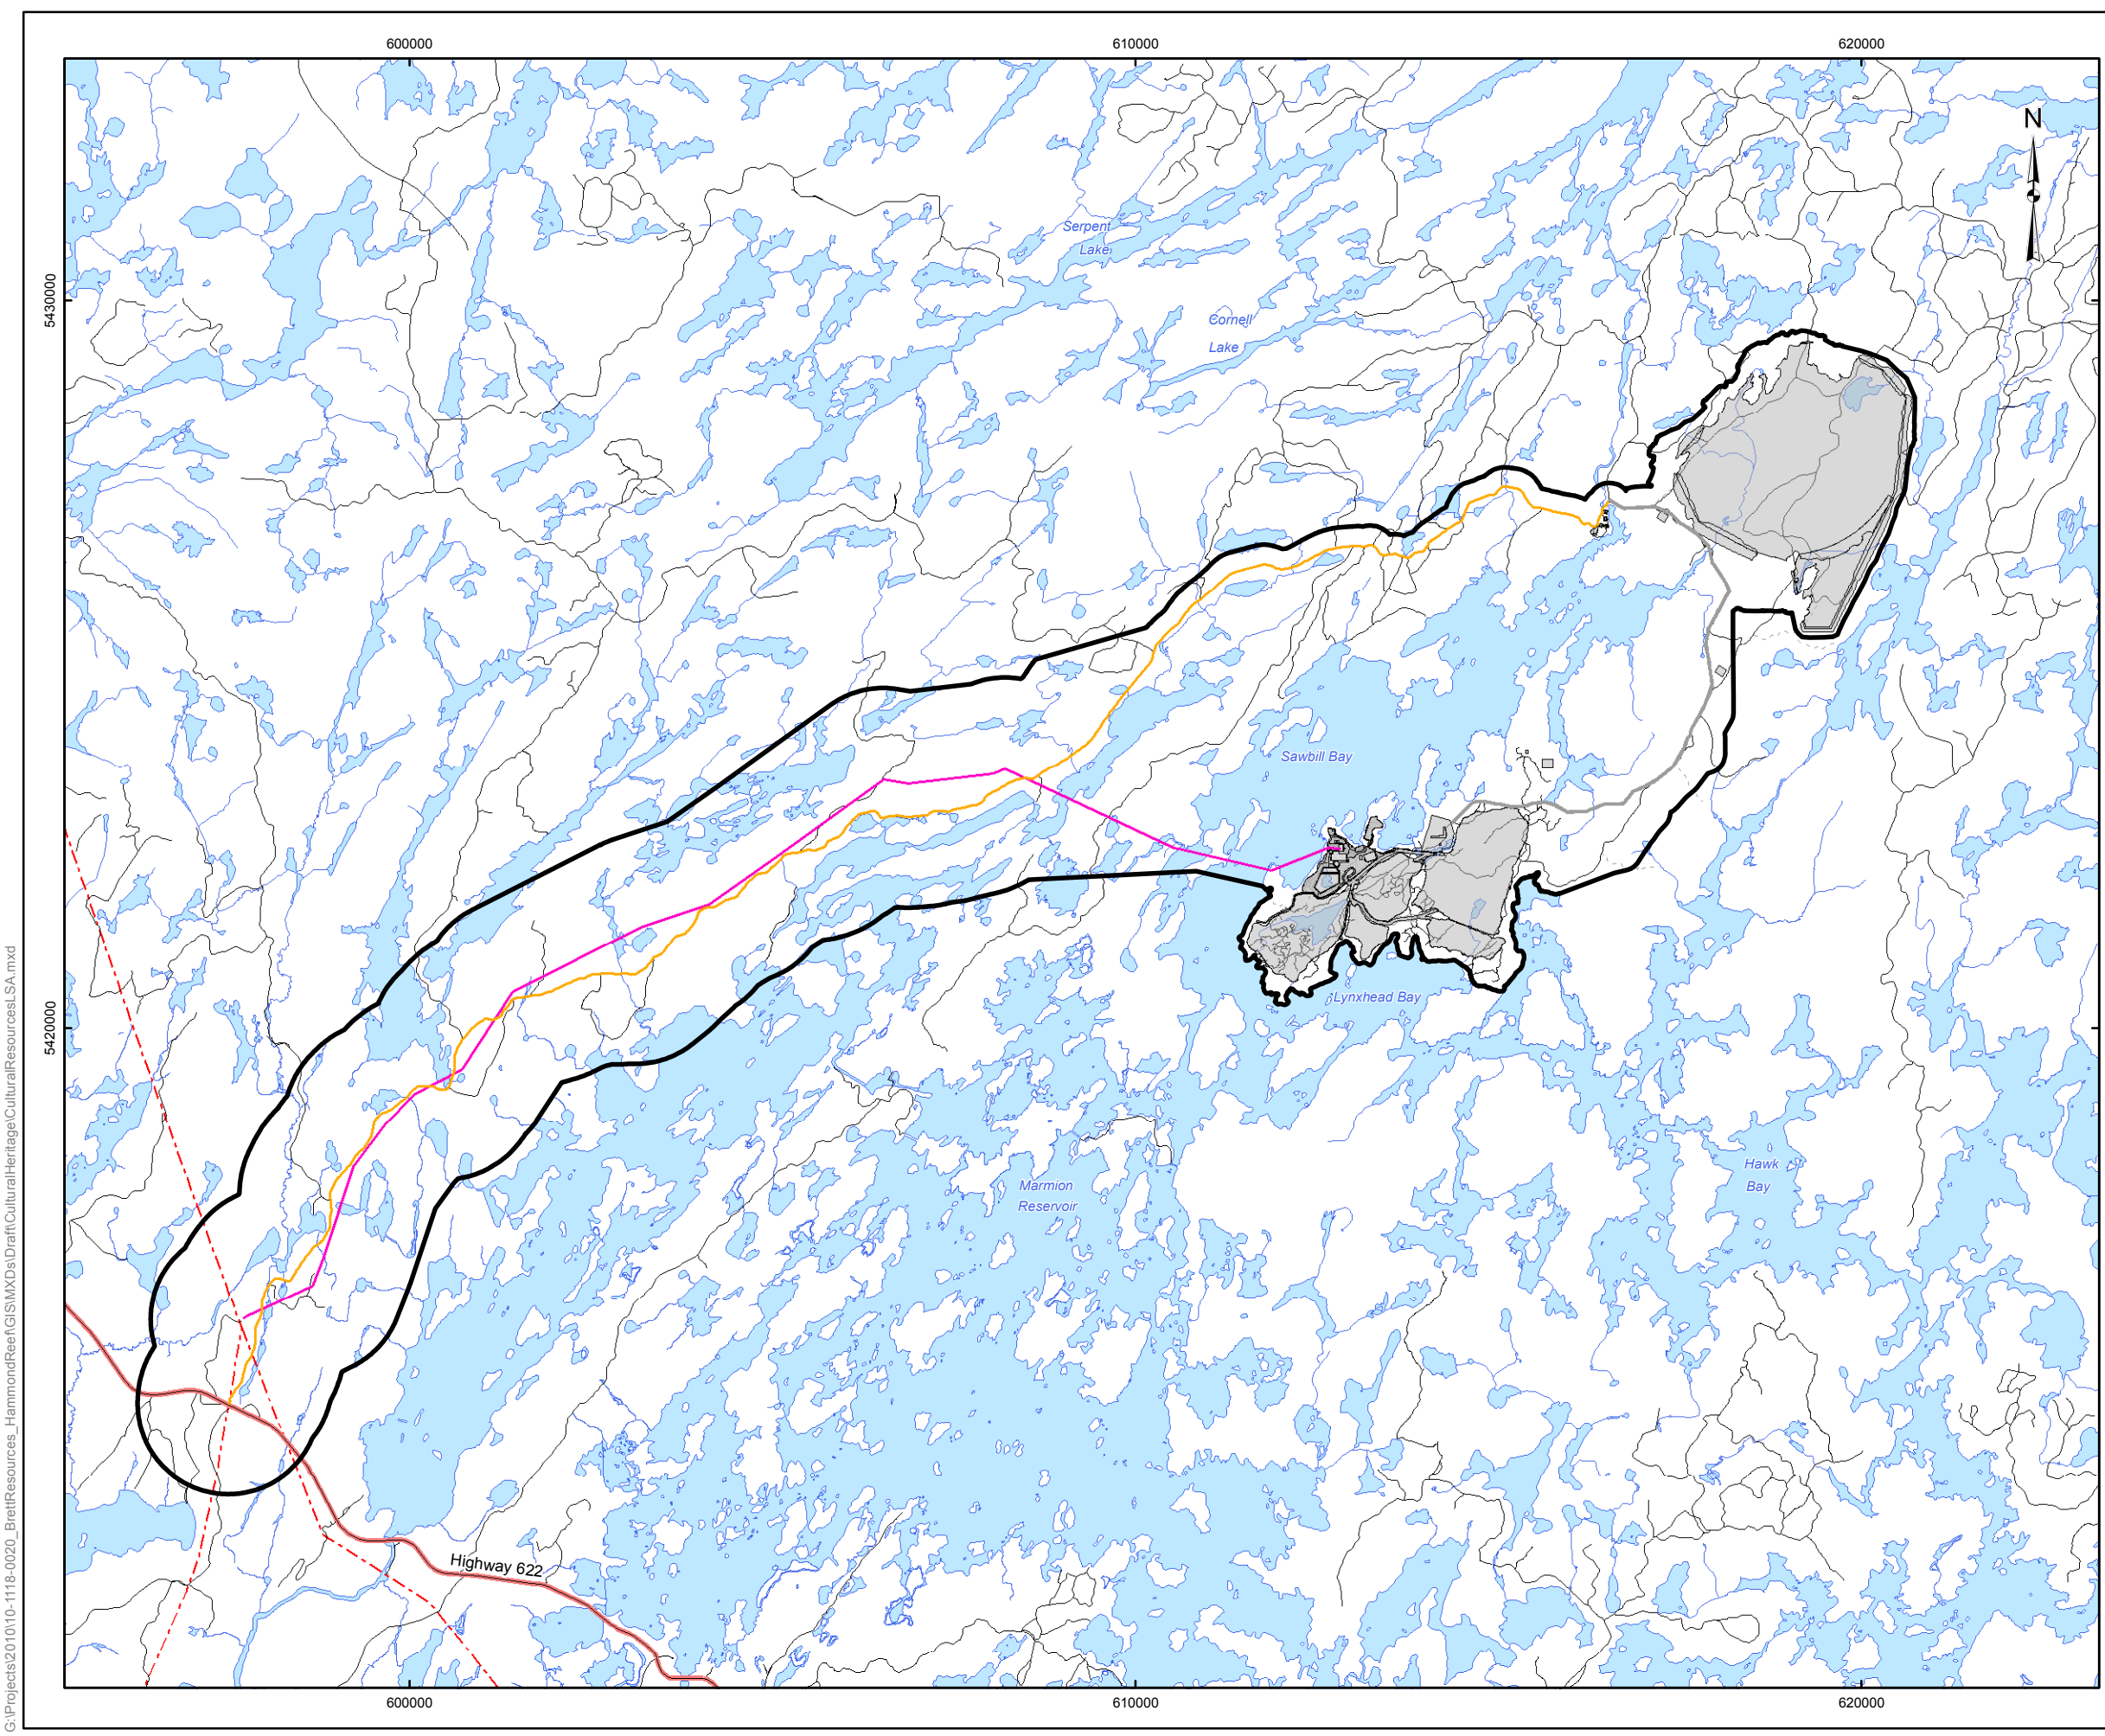 600000
610000
620000
N
Serpent
Lake
5430000
Cornell
Lake
Sawbill Bay
Lynxhead Bay
5420000
Hawk
Bay
Marmion
Reservoir
Highway 622
600000
610000
620000
G:\Projects\2010\10-1118-0020_BrettResources_HammondReef\GIS\MXDs\Draft\CulturalHeritage\CulturalResourcesLSA.mxd